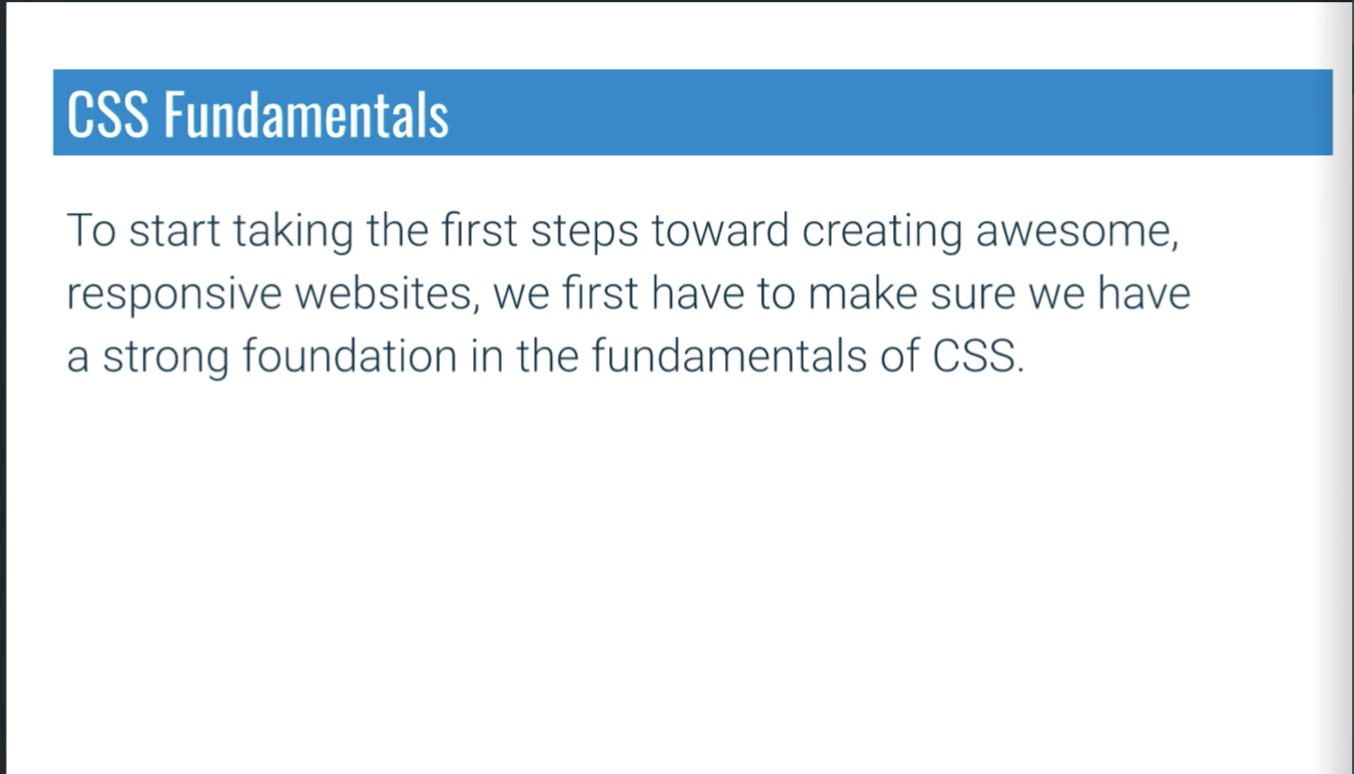 CSS Fundamentals
To start taking the first steps toward creating awesome,
responsive websites, we first have to make sure we have
a strong foundation in the fundamentals of CSS.